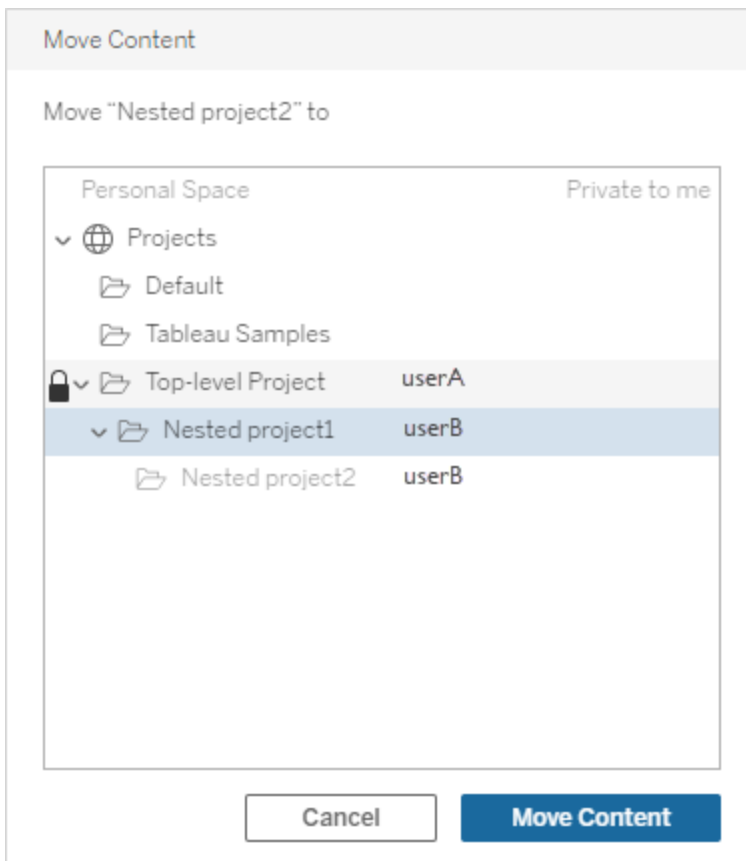 Move Content
Move “Nested project2” to
Personal Space Private to me
Projects
Default
Tableau Samples
Top-level Project userA
Nested project1 userB
Nested project2 userB
Cancel Move Content